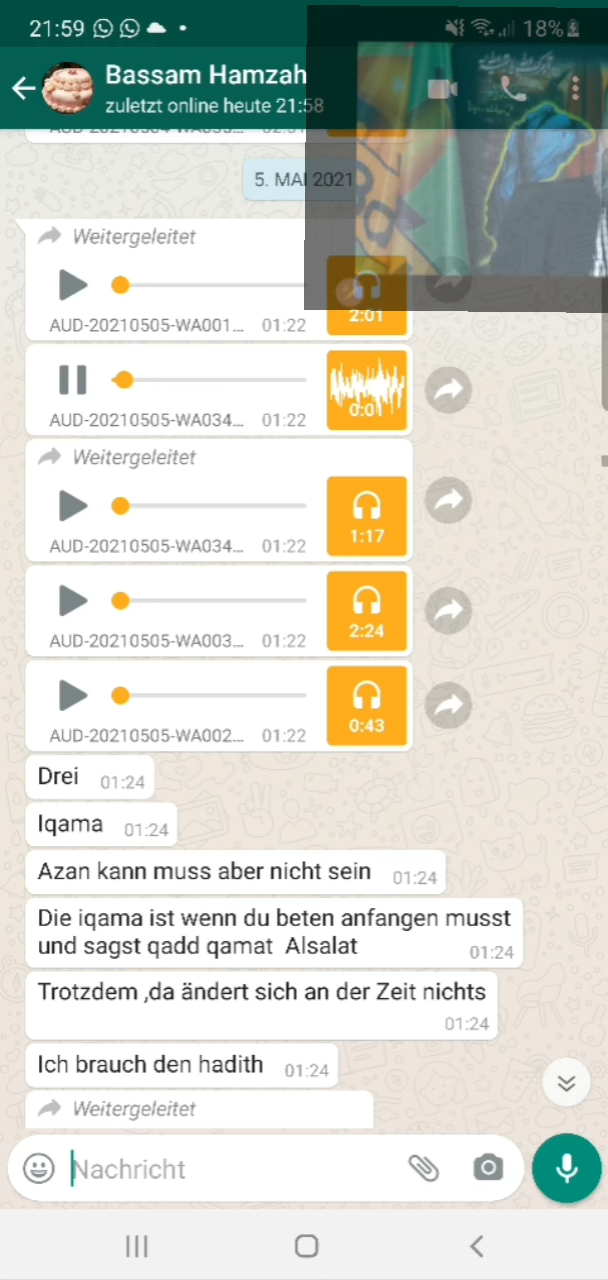 21:59
18%
Bassam Hamzah
zuletzt online heute 21:58
5. MAI 2021
Weitergeleitet
2:01
AUD-20210505-WA001... 01:22
0:01
AUD-20210505-WA034... 01:22
Weitergeleitet
1:17
AUD-20210505-WA034... 01:22
2:24
AUD-20210505-WA003... 01:22
0:43
AUD-20210505-WA002... 01:22
Drei 01:24
Iqama 01:24
Azan kann muss aber nicht sein 01:24
Die iqama ist wenn du beten anfangen musst
und sagst qadd qamat Alsalat 01:24
Trotzdem ,da ändert sich an der Zeit nichts
01:24
Ich brauch den hadith 01:24
Weitergeleitet
Nachricht